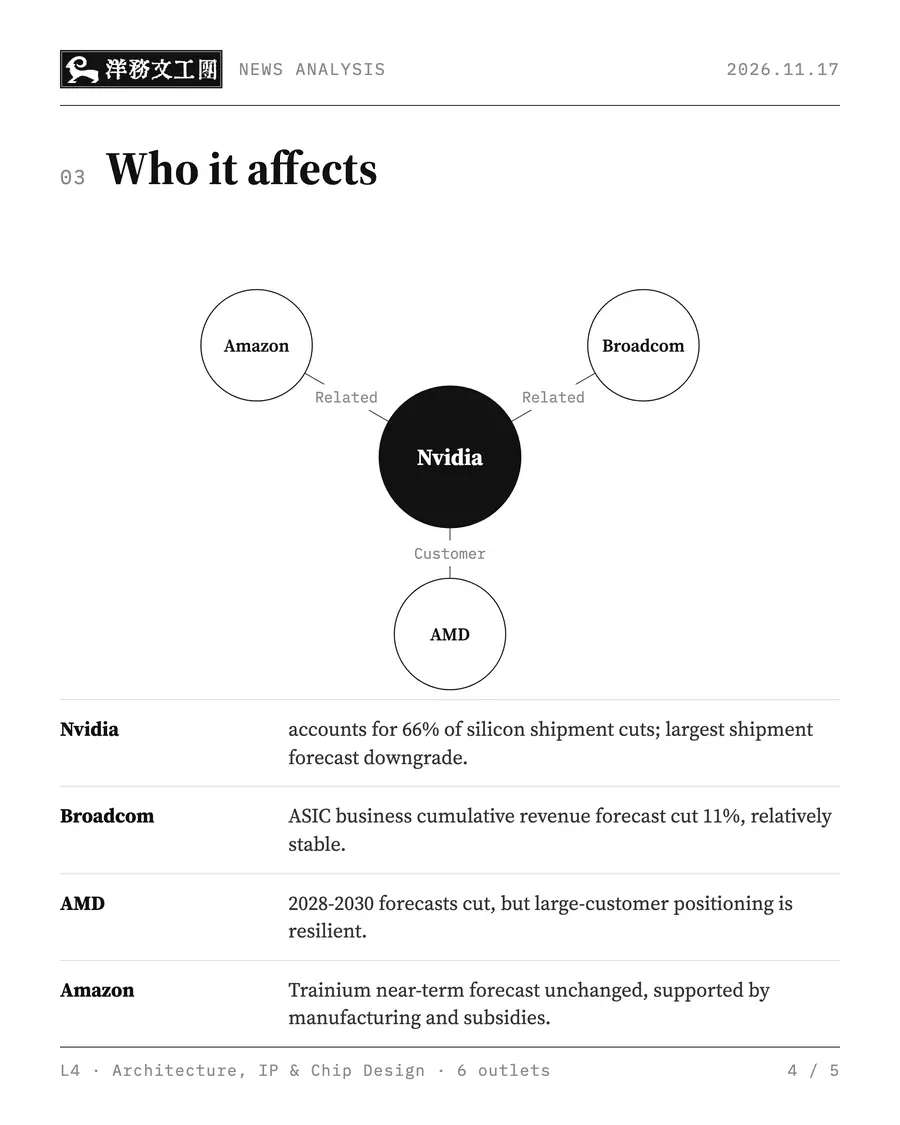 洋務文工團 NEWS ANALYSIS 2026.11.17
03 Who it affects
Amazon
Broadcom
Related
Related
Nvidia
Customer
AMD
Nvidia accounts for 66% of silicon shipment cuts; largest shipment
forecast downgrade.
Broadcom ASIC business cumulative revenue forecast cut 11%, relatively
stable.
AMD 2028-2030 forecasts cut, but large-customer positioning is
resilient.
Amazon Trainium near-term forecast unchanged, supported by
manufacturing and subsidies.
L4 · Architecture, IP & Chip Design · 6 outlets 4 / 5